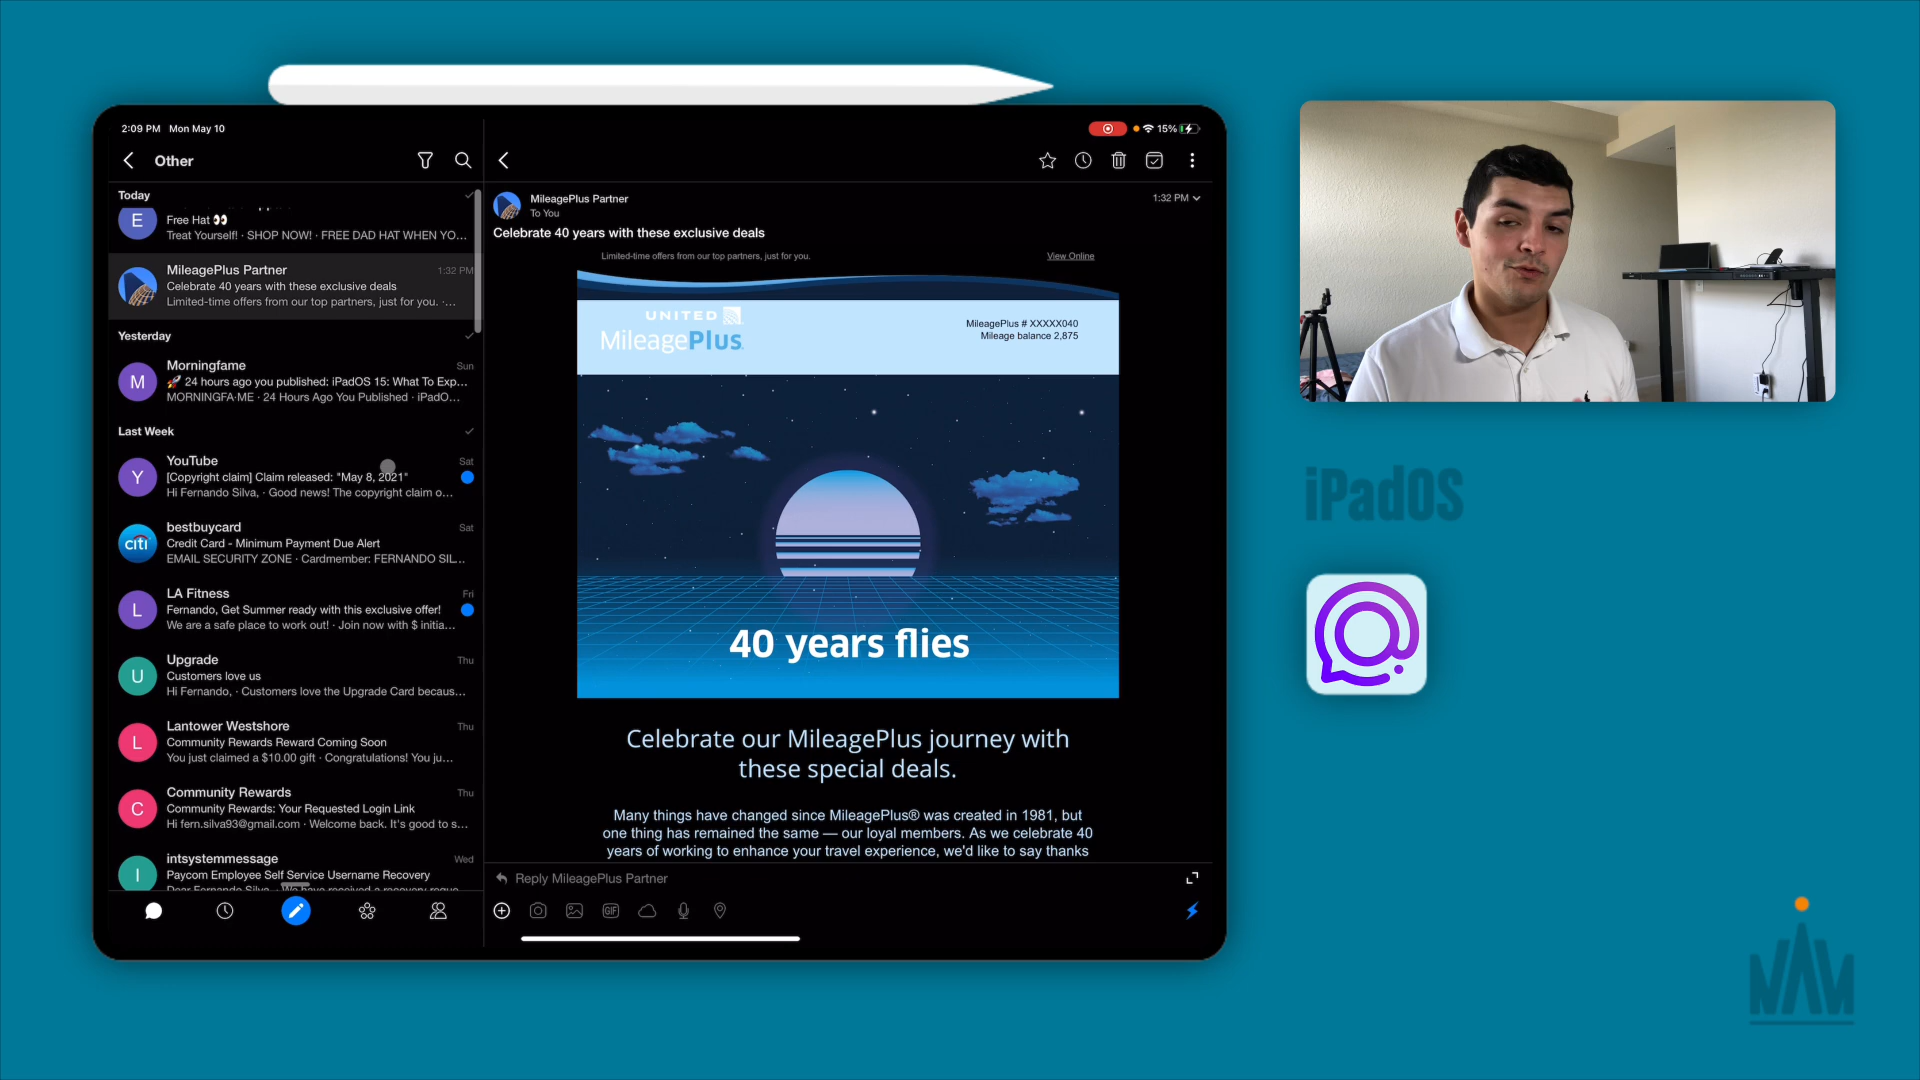 2:09 PM Mon May 10
15%
Other
Today
E
Free Hat 👀
Treat Yourself! · SHOP NOW! · FREE DAD HAT WHEN YO...
MileagePlus Partner 1:32 PM
Celebrate 40 years with these exclusive deals
Limited-time offers from our top partners, just for you. ·...
Yesterday
M
Morningfame Sun
🚀 24 hours ago you published: iPadOS 15: What To Exp...
MORNINGFA·ME · 24 Hours Ago You Published · iPadO...
Last Week
Y
YouTube Sat
[Copyright claim] Claim released: "May 8, 2021"
Hi Fernando Silva, · Good news! The copyright claim o...
citi
bestbuycard Sat
Credit Card - Minimum Payment Due Alert
EMAIL SECURITY ZONE · Cardmember: FERNANDO SIL...
L
LA Fitness Fri
Fernando, Get Summer ready with this exclusive offer!
We are a safe place to work out! · Join now with $ initia...
U
Upgrade Thu
Customers love us
Hi Fernando, · Customers love the Upgrade Card becaus...
L
Lantower Westshore Thu
Community Rewards Reward Coming Soon
You just claimed a $10.00 gift · Congratulations! You ju...
C
Community Rewards Thu
Community Rewards: Your Requested Login Link
Hi fern.silva93@gmail.com · Welcome back. It's good to s...
I
intsystemmessage Wed
Paycom Employee Self Service Username Recovery
Dear Fernando Silva, · We have received a recovery reque...
MileagePlus Partner 1:32 PM
To You
Celebrate 40 years with these exclusive deals
Limited-time offers from our top partners, just for you. View Online
UNITED
MileagePlus
MileagePlus # XXXXX040
Mileage balance 2,875
40 years flies
Celebrate our MileagePlus journey with
these special deals.
Many things have changed since MileagePlus® was created in 1981, but
one thing has remained the same — our loyal members. As we celebrate 40
years of working to enhance your travel experience, we'd like to say thanks
Reply MileagePlus Partner
GIF
iPadOS